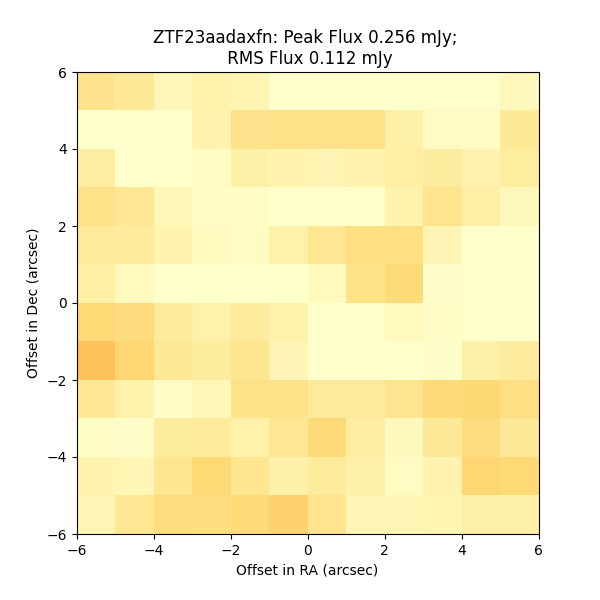 ZTF23aadaxfn: Peak Flux 0.256 mJy;
RMS Flux 0.112 mJy
6
4
2
0
−2
−4
−6
Offset in Dec (arcsec)
−6 −4 −2 0 2 4 6
Offset in RA (arcsec)